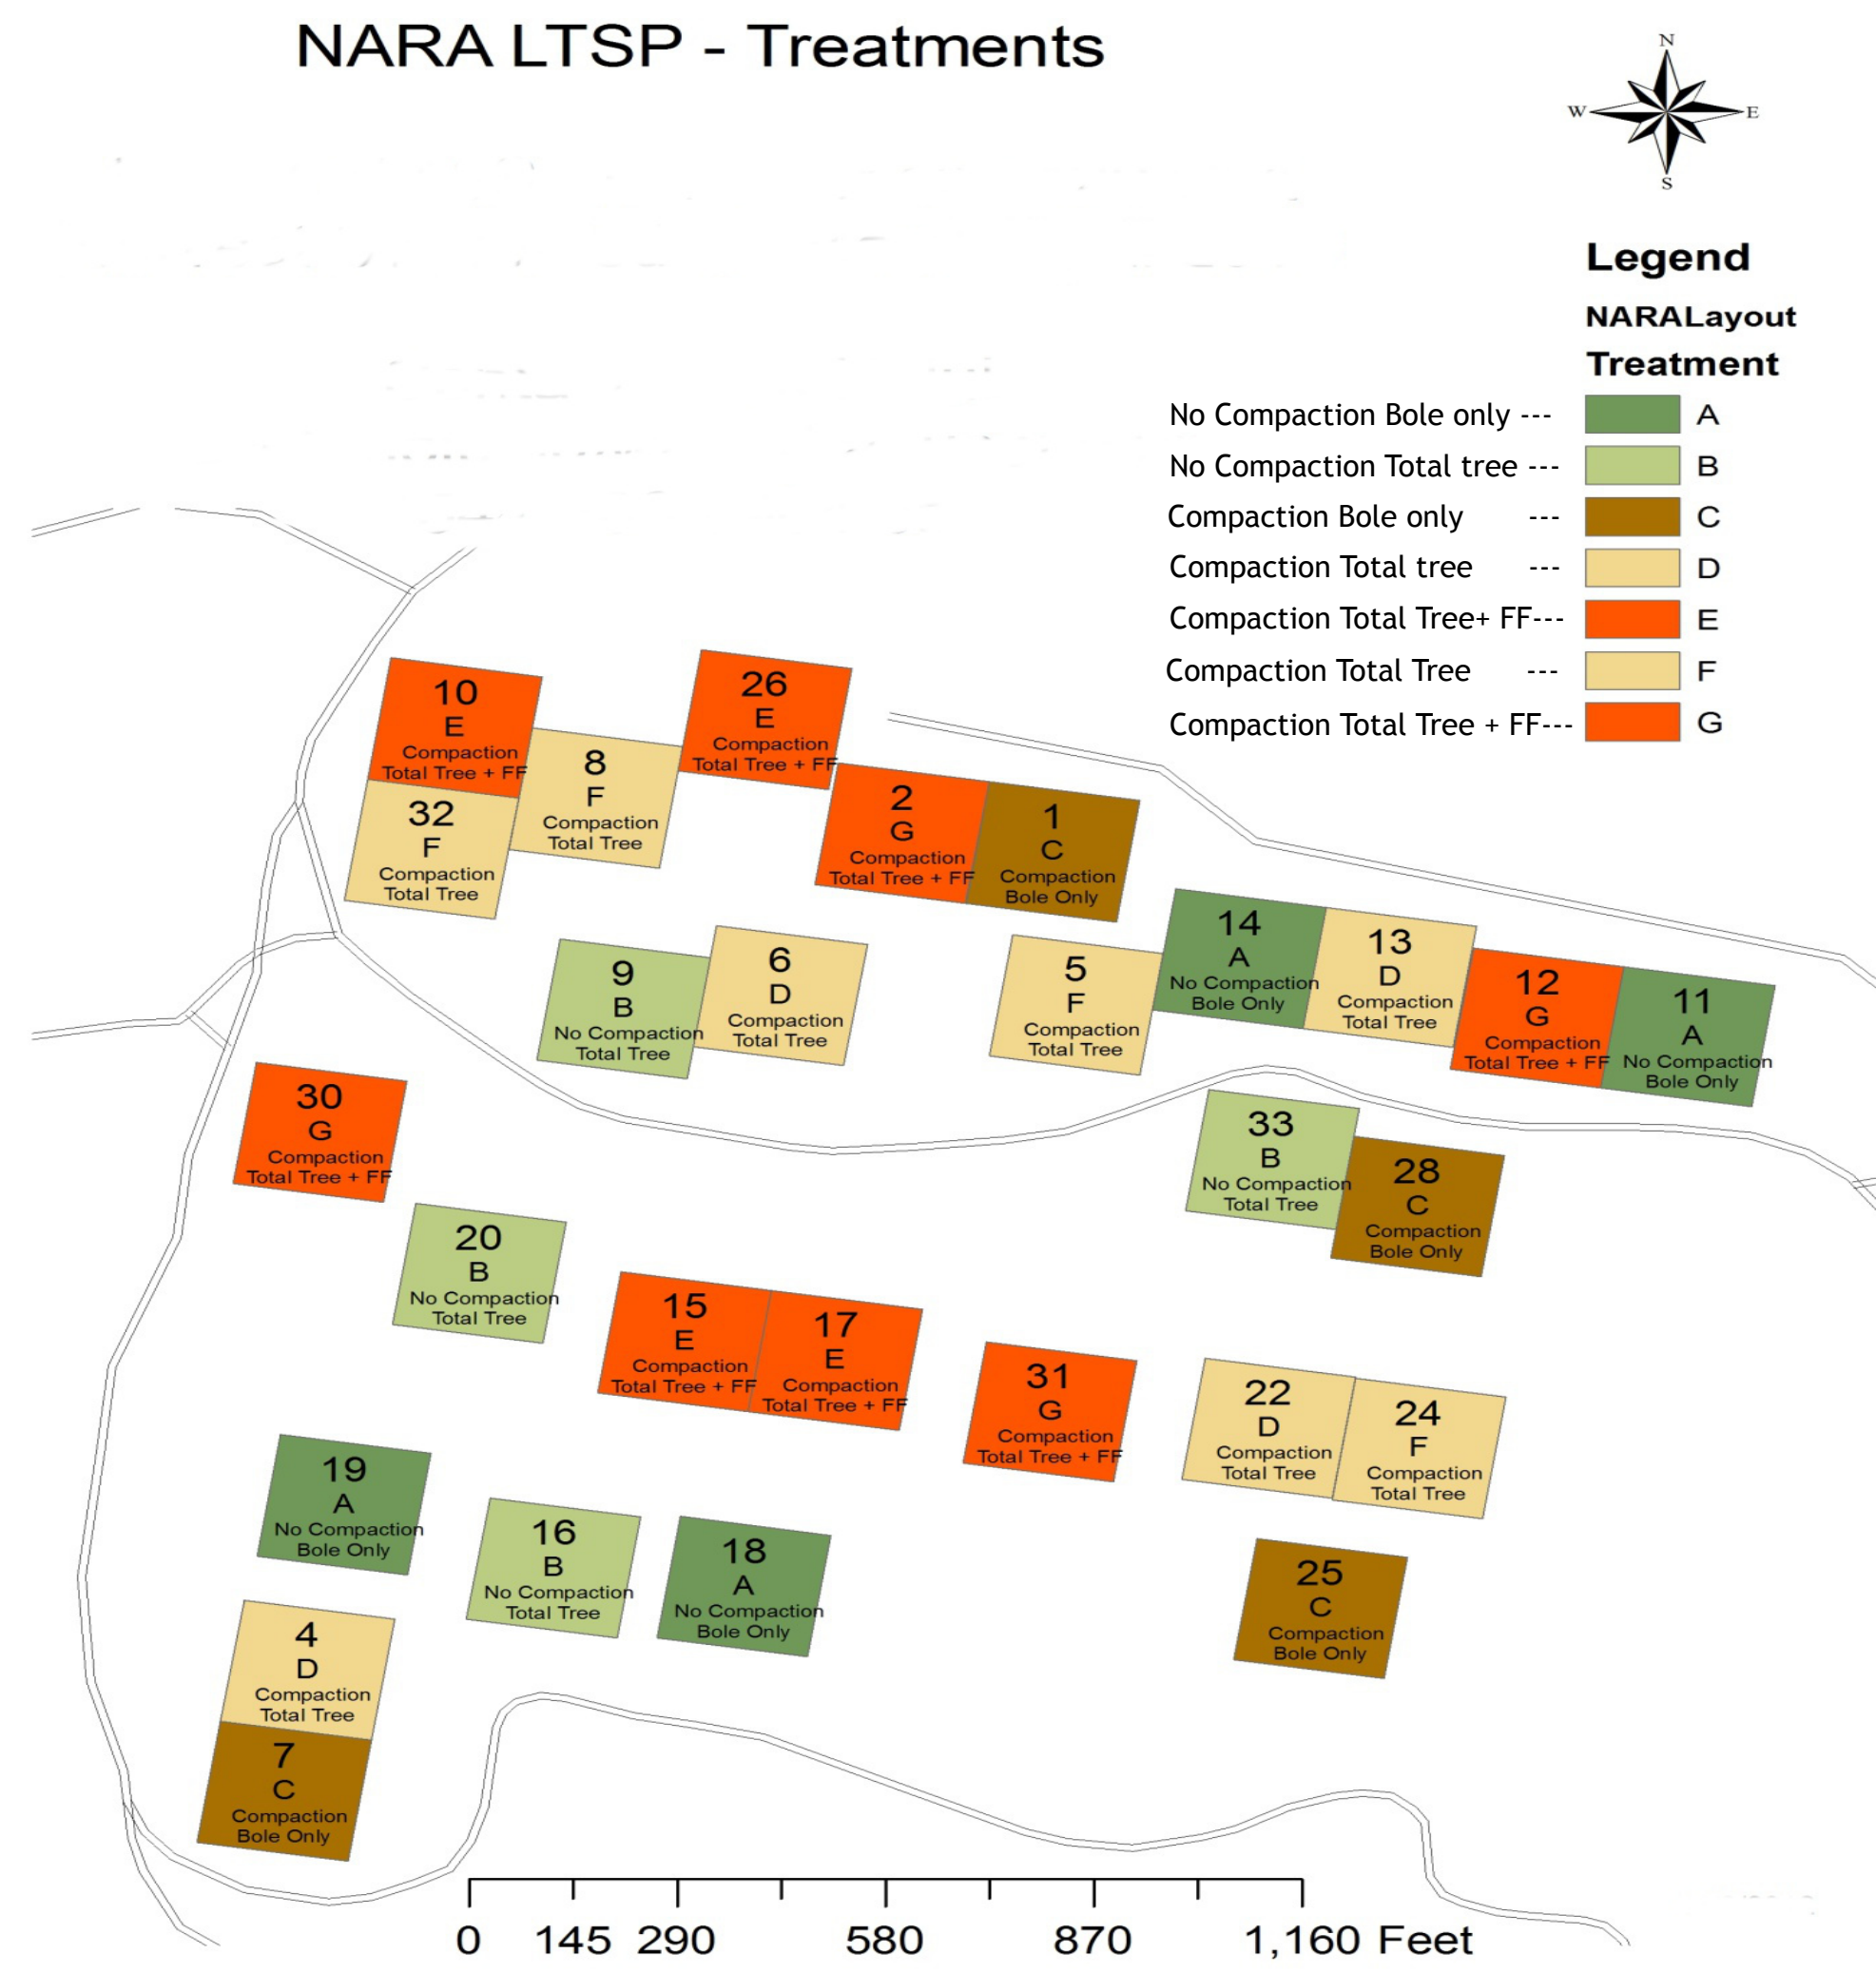 NARA LTSP - Treatments
N
W
E
S
Legend
NARALayout
Treatment
No Compaction Bole only --- A
No Compaction Total tree --- B
Compaction Bole only --- C
Compaction Total tree --- D
Compaction Total Tree+ FF--- E
Compaction Total Tree --- F
Compaction Total Tree + FF--- G
10
E
Compaction
Total Tree + FF
26
E
Compaction
Total Tree + FF
8
F
Compaction
Total Tree
32
F
Compaction
Total Tree
2
G
Compaction
Total Tree + FF
1
C
Compaction
Bole Only
14
A
No Compaction
Bole Only
13
D
Compaction
Total Tree
9
B
No Compaction
Total Tree
6
D
Compaction
Total Tree
5
F
Compaction
Total Tree
12
G
Compaction
Total Tree + FF
11
A
No Compaction
Bole Only
30
G
Compaction
Total Tree + FF
33
B
No Compaction
Total Tree
28
C
Compaction
Bole Only
20
B
No Compaction
Total Tree
15
E
Compaction
Total Tree + FF
17
E
Compaction
Total Tree + FF
31
G
Compaction
Total Tree + FF
22
D
Compaction
Total Tree
24
F
Compaction
Total Tree
19
A
No Compaction
Bole Only
16
B
No Compaction
Total Tree
18
A
No Compaction
Bole Only
25
C
Compaction
Bole Only
4
D
Compaction
Total Tree
7
C
Compaction
Bole Only
0 145 290 580 870 1,160 Feet